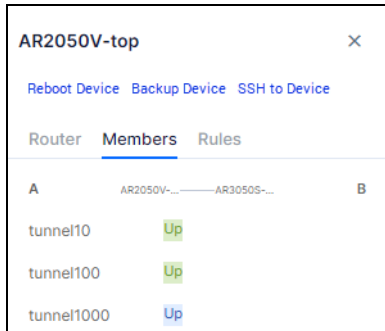 AR2050V-top ×
Reboot Device Backup Device SSH to Device
Router Members Rules
A AR2050V-... AR3050S-... B
tunnel10 Up
tunnel100 Up
tunnel1000 Up